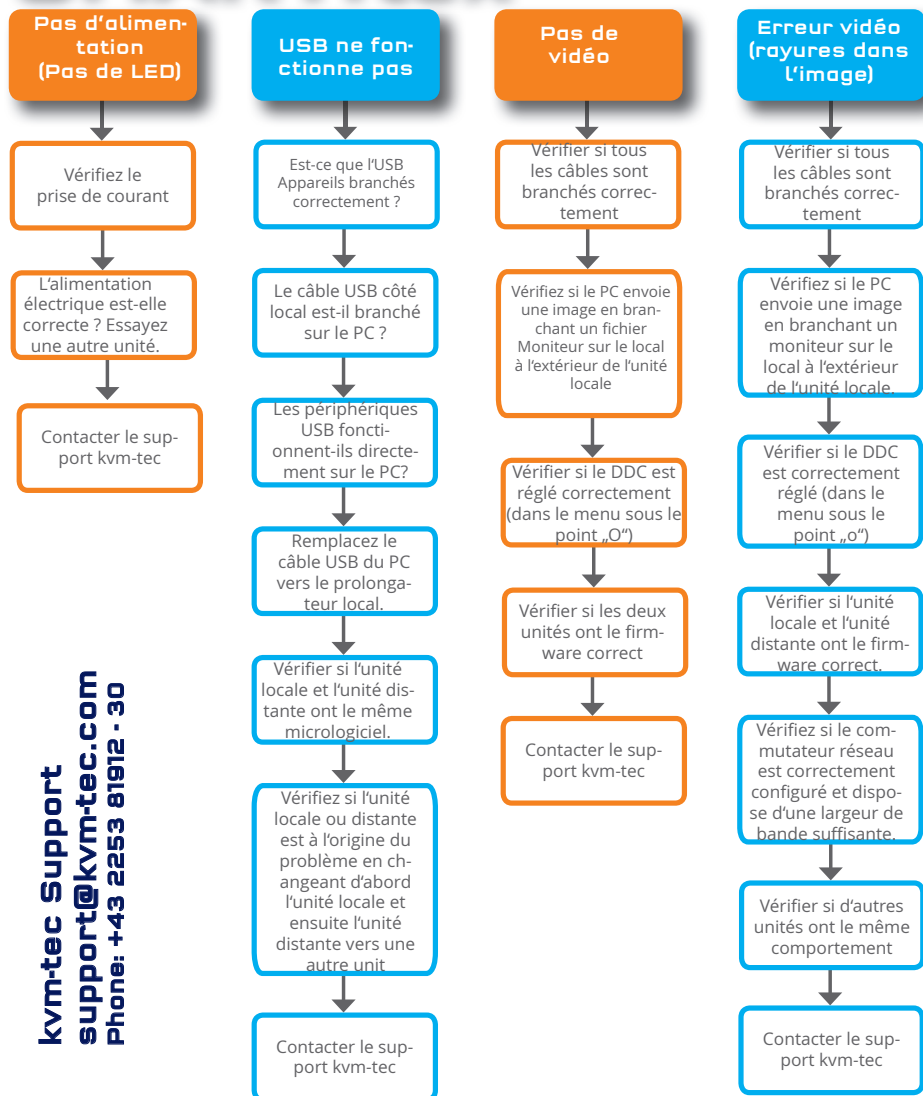 Pas d'alimen-
tation
(Pas de LED)
Vérifiez le
prise de courant
L'alimentation
électrique est-elle
correcte ? Essayez
une autre unité.
Contacter le sup-
port kvm-tec
USB ne fon-
ctionne pas
Est-ce que l'USB
Appareils branchés
correctement ?
Le câble USB côté
local est-il branché
sur le PC ?
Les périphériques
USB foncti-
onnent-ils directe-
ment sur le PC?
Remplacez le
câble USB du PC
vers le prolonga-
teur local.
Vérifier si l'unité
locale et l'unité dis-
tante ont le même
micrologiciel.
Vérifiez si l'unité
locale ou distante
est à l'origine du
problème en ch-
angeant d'abord
l'unité locale et
ensuite l'unité
distante vers une
autre unit
Contacter le sup-
port kvm-tec
Pas de
vidéo
Vérifier si tous
les câbles sont
branchés correc-
tement
Vérifiez si le PC envoie
une image en bran-
chant un fichier
Moniteur sur le local
à l'extérieur de l'unité
locale
Vérifier si le DDC est
réglé correctement
(dans le menu sous le
point „O“)
Vérifier si les deux
unités ont le firm-
ware correct
Contacter le sup-
port kvm-tec
Erreur vidéo
(rayures dans
l'image)
Vérifier si tous
les câbles sont
branchés correc-
tement
Vérifiez si le PC
envoie une image
en branchant un
moniteur sur le
local à l'extérieur
de l'unité locale.
Vérifier si le DDC
est correctement
réglé (dans le
menu sous le
point „o“)
Vérifier si l'unité
locale et l'unité
distante ont le firm-
ware correct.
Vérifiez si le com-
mutateur réseau
est correctement
configuré et dispo-
se d'une largeur de
bande suffisante.
Vérifier si d'autres
unités ont le même
comportement
Contacter le sup-
port kvm-tec
kvm-tec Support
support@kvm-tec.com
Phone: +43 2253 81912 - 30